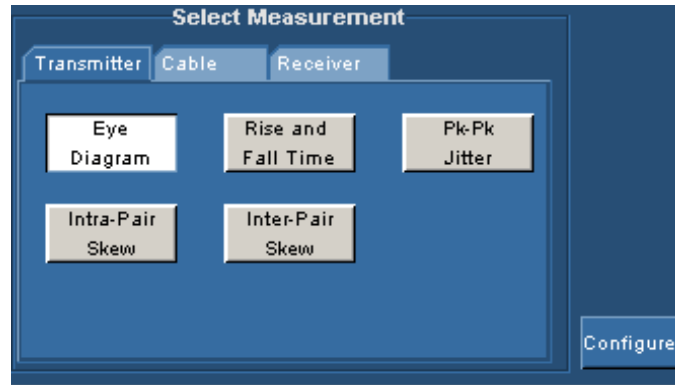 Select Measurement
Transmitter Cable Receiver
Eye Diagram
Rise and Fall Time
Pk-Pk Jitter
Intra-Pair Skew
Inter-Pair Skew
Configure